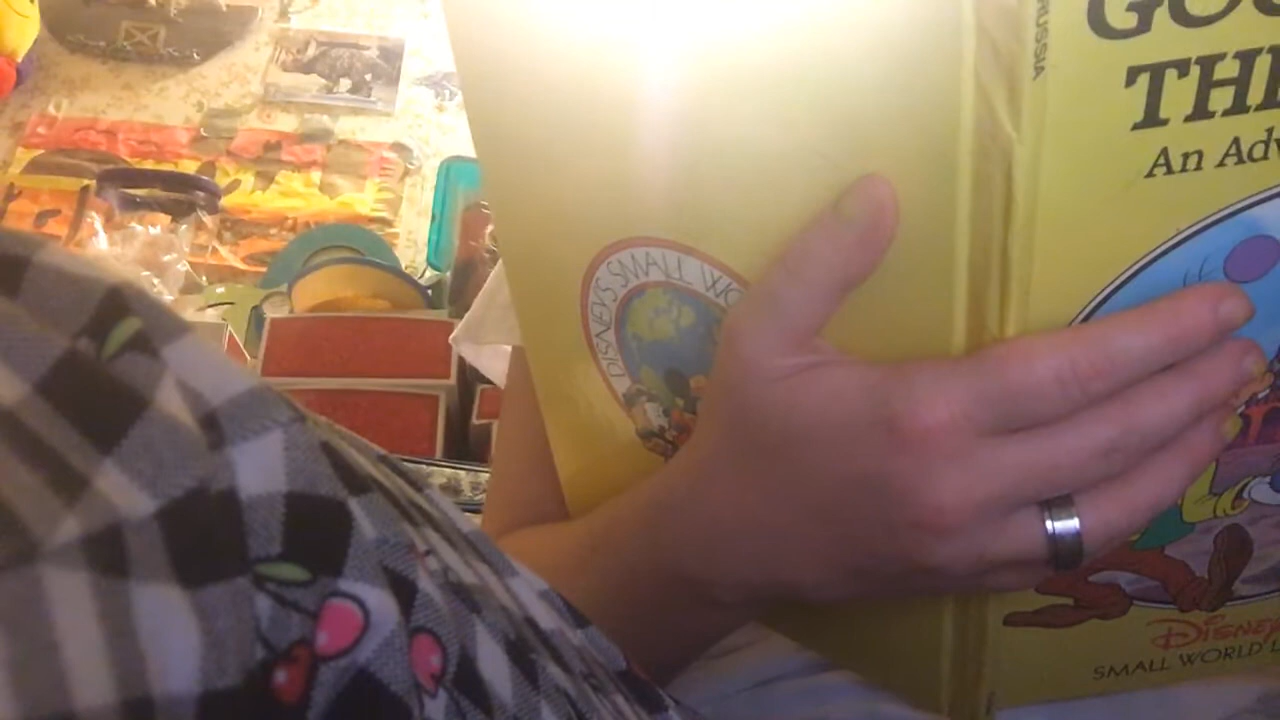 DISNEY'S SMALL WO
RUSSIA
GO
THE
An Adv
DISNEY
SMALL WORLD L